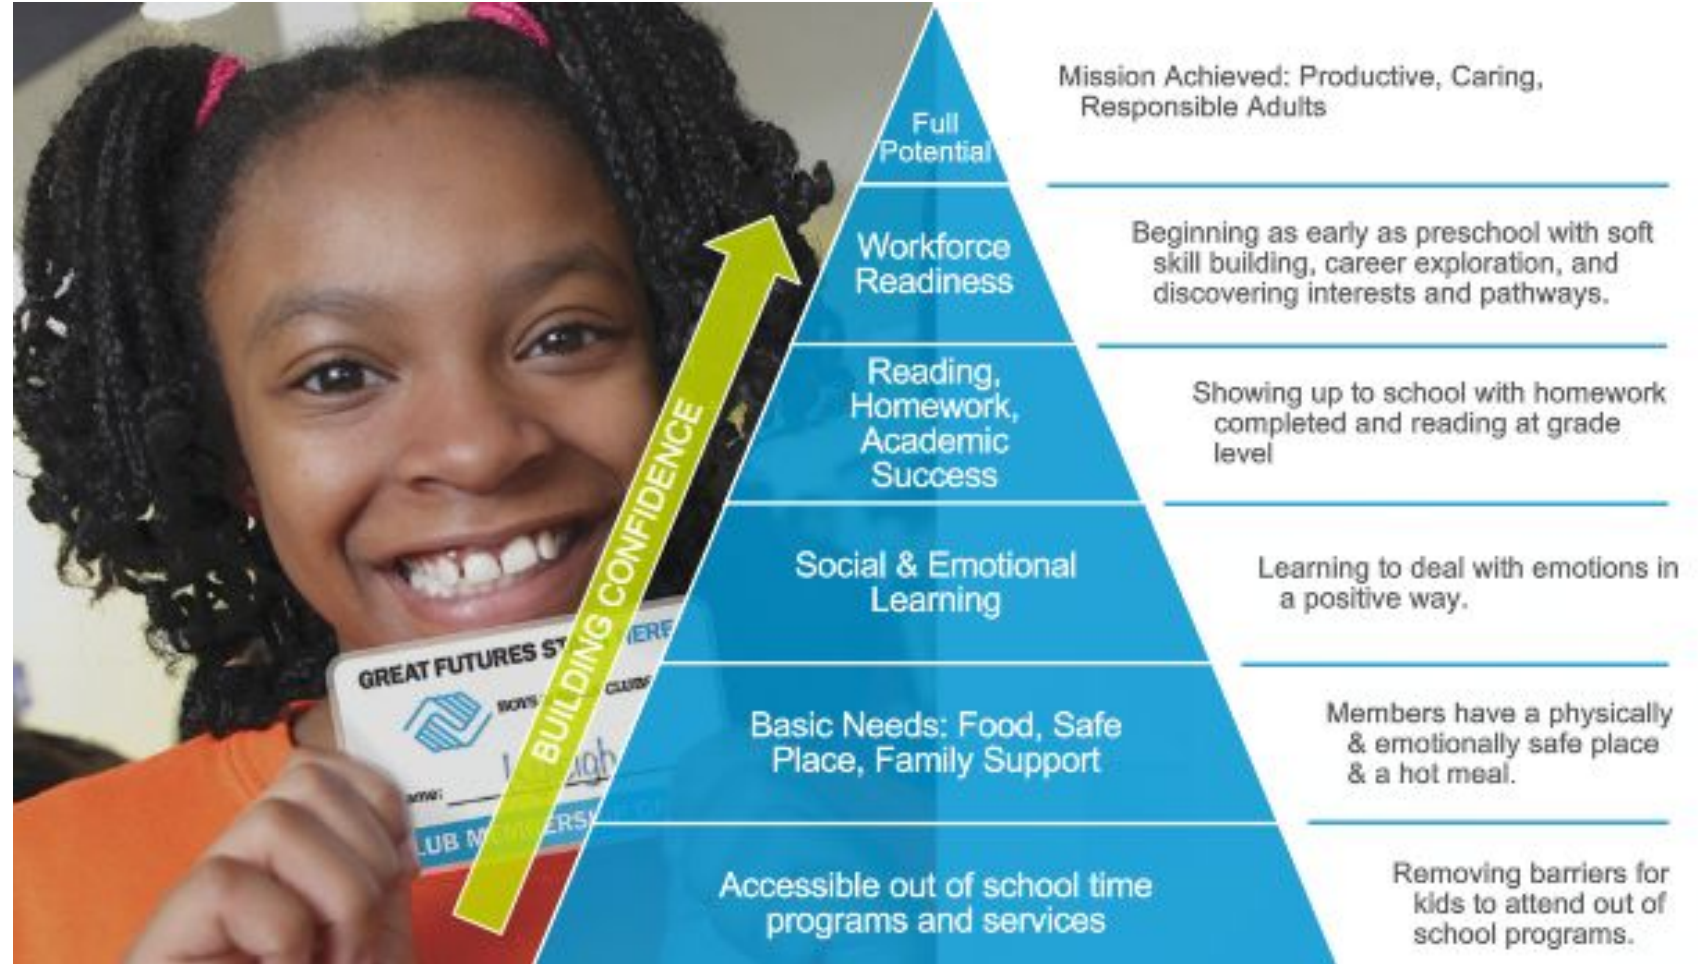 Full
Potential
Mission Achieved: Productive, Caring,
Responsible Adults
Workforce
Readiness
Beginning as early as preschool with soft
skill building, career exploration, and
discovering interests and pathways.
Reading,
Homework,
Academic
Success
Showing up to school with homework
completed and reading at grade
level
Social & Emotional
Learning
Learning to deal with emotions in
a positive way.
Basic Needs: Food, Safe
Place, Family Support
Members have a physically
& emotionally safe place
& a hot meal.
Accessible out of school time
programs and services
Removing barriers for
kids to attend out of
school programs.
BUILDING CONFIDENCE
GREAT FUTURES
BOYS